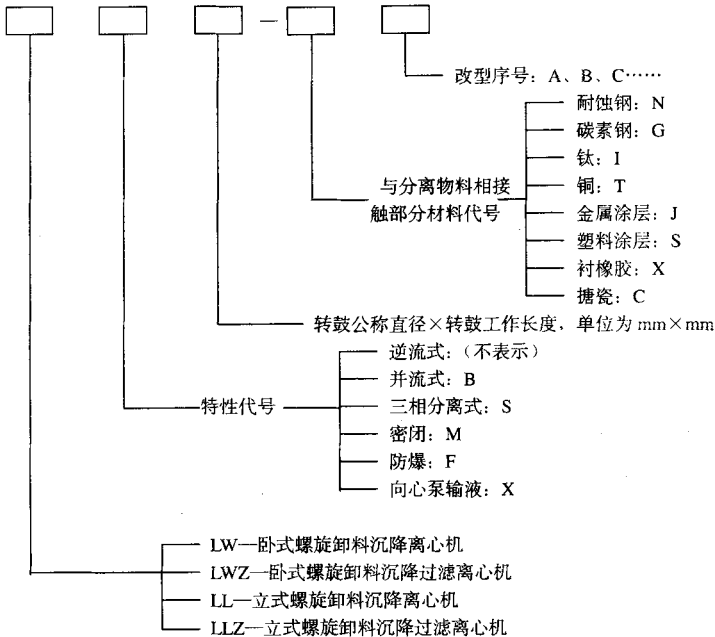 改型序号：A、B、C……
耐蚀钢：N
碳素钢：G
钛：I
与分离物料相接
铜：T
触部分材料代号
金属涂层：J
塑料涂层：S
衬橡胶：X
搪瓷：C
转鼓公称直径×转鼓工作长度，单位为 mm×mm
逆流式：（不表示）
并流式：B
特性代号
三相分离式：S
密闭：M
防爆：F
向心泵输液：X
LW—卧式螺旋卸料沉降离心机
LWZ—卧式螺旋卸料沉降过滤离心机
LL—立式螺旋卸料沉降离心机
LLZ—立式螺旋卸料沉降过滤离心机